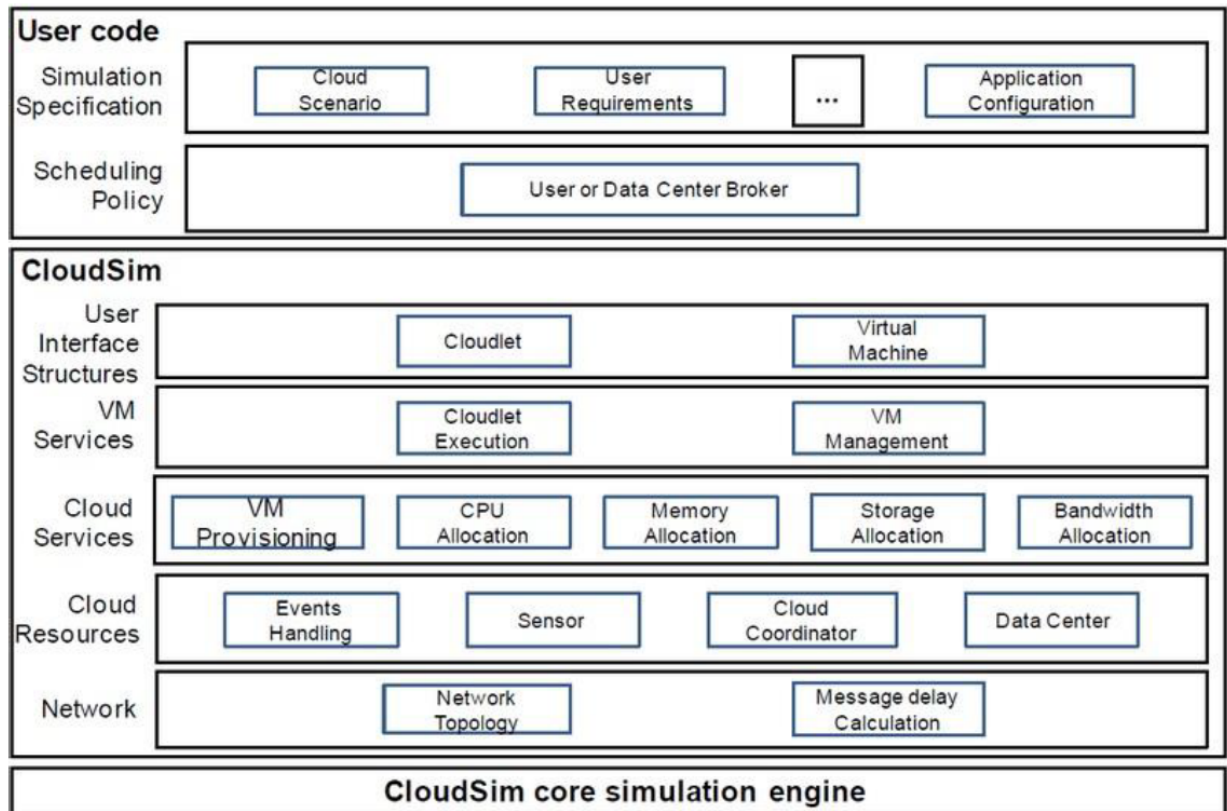 User code
Simulation
Specification
Cloud
Scenario
User
Requirements
...
Application
Configuration
Scheduling
Policy
User or Data Center Broker
CloudSim
User
Interface
Structures
Cloudlet
Virtual
Machine
VM
Services
Cloudlet
Execution
VM
Management
Cloud
Services
VM
Provisioning
CPU
Allocation
Memory
Allocation
Storage
Allocation
Bandwidth
Allocation
Cloud
Resources
Events
Handling
Sensor
Cloud
Coordinator
Data Center
Network
Network
Topology
Message delay
Calculation
CloudSim core simulation engine